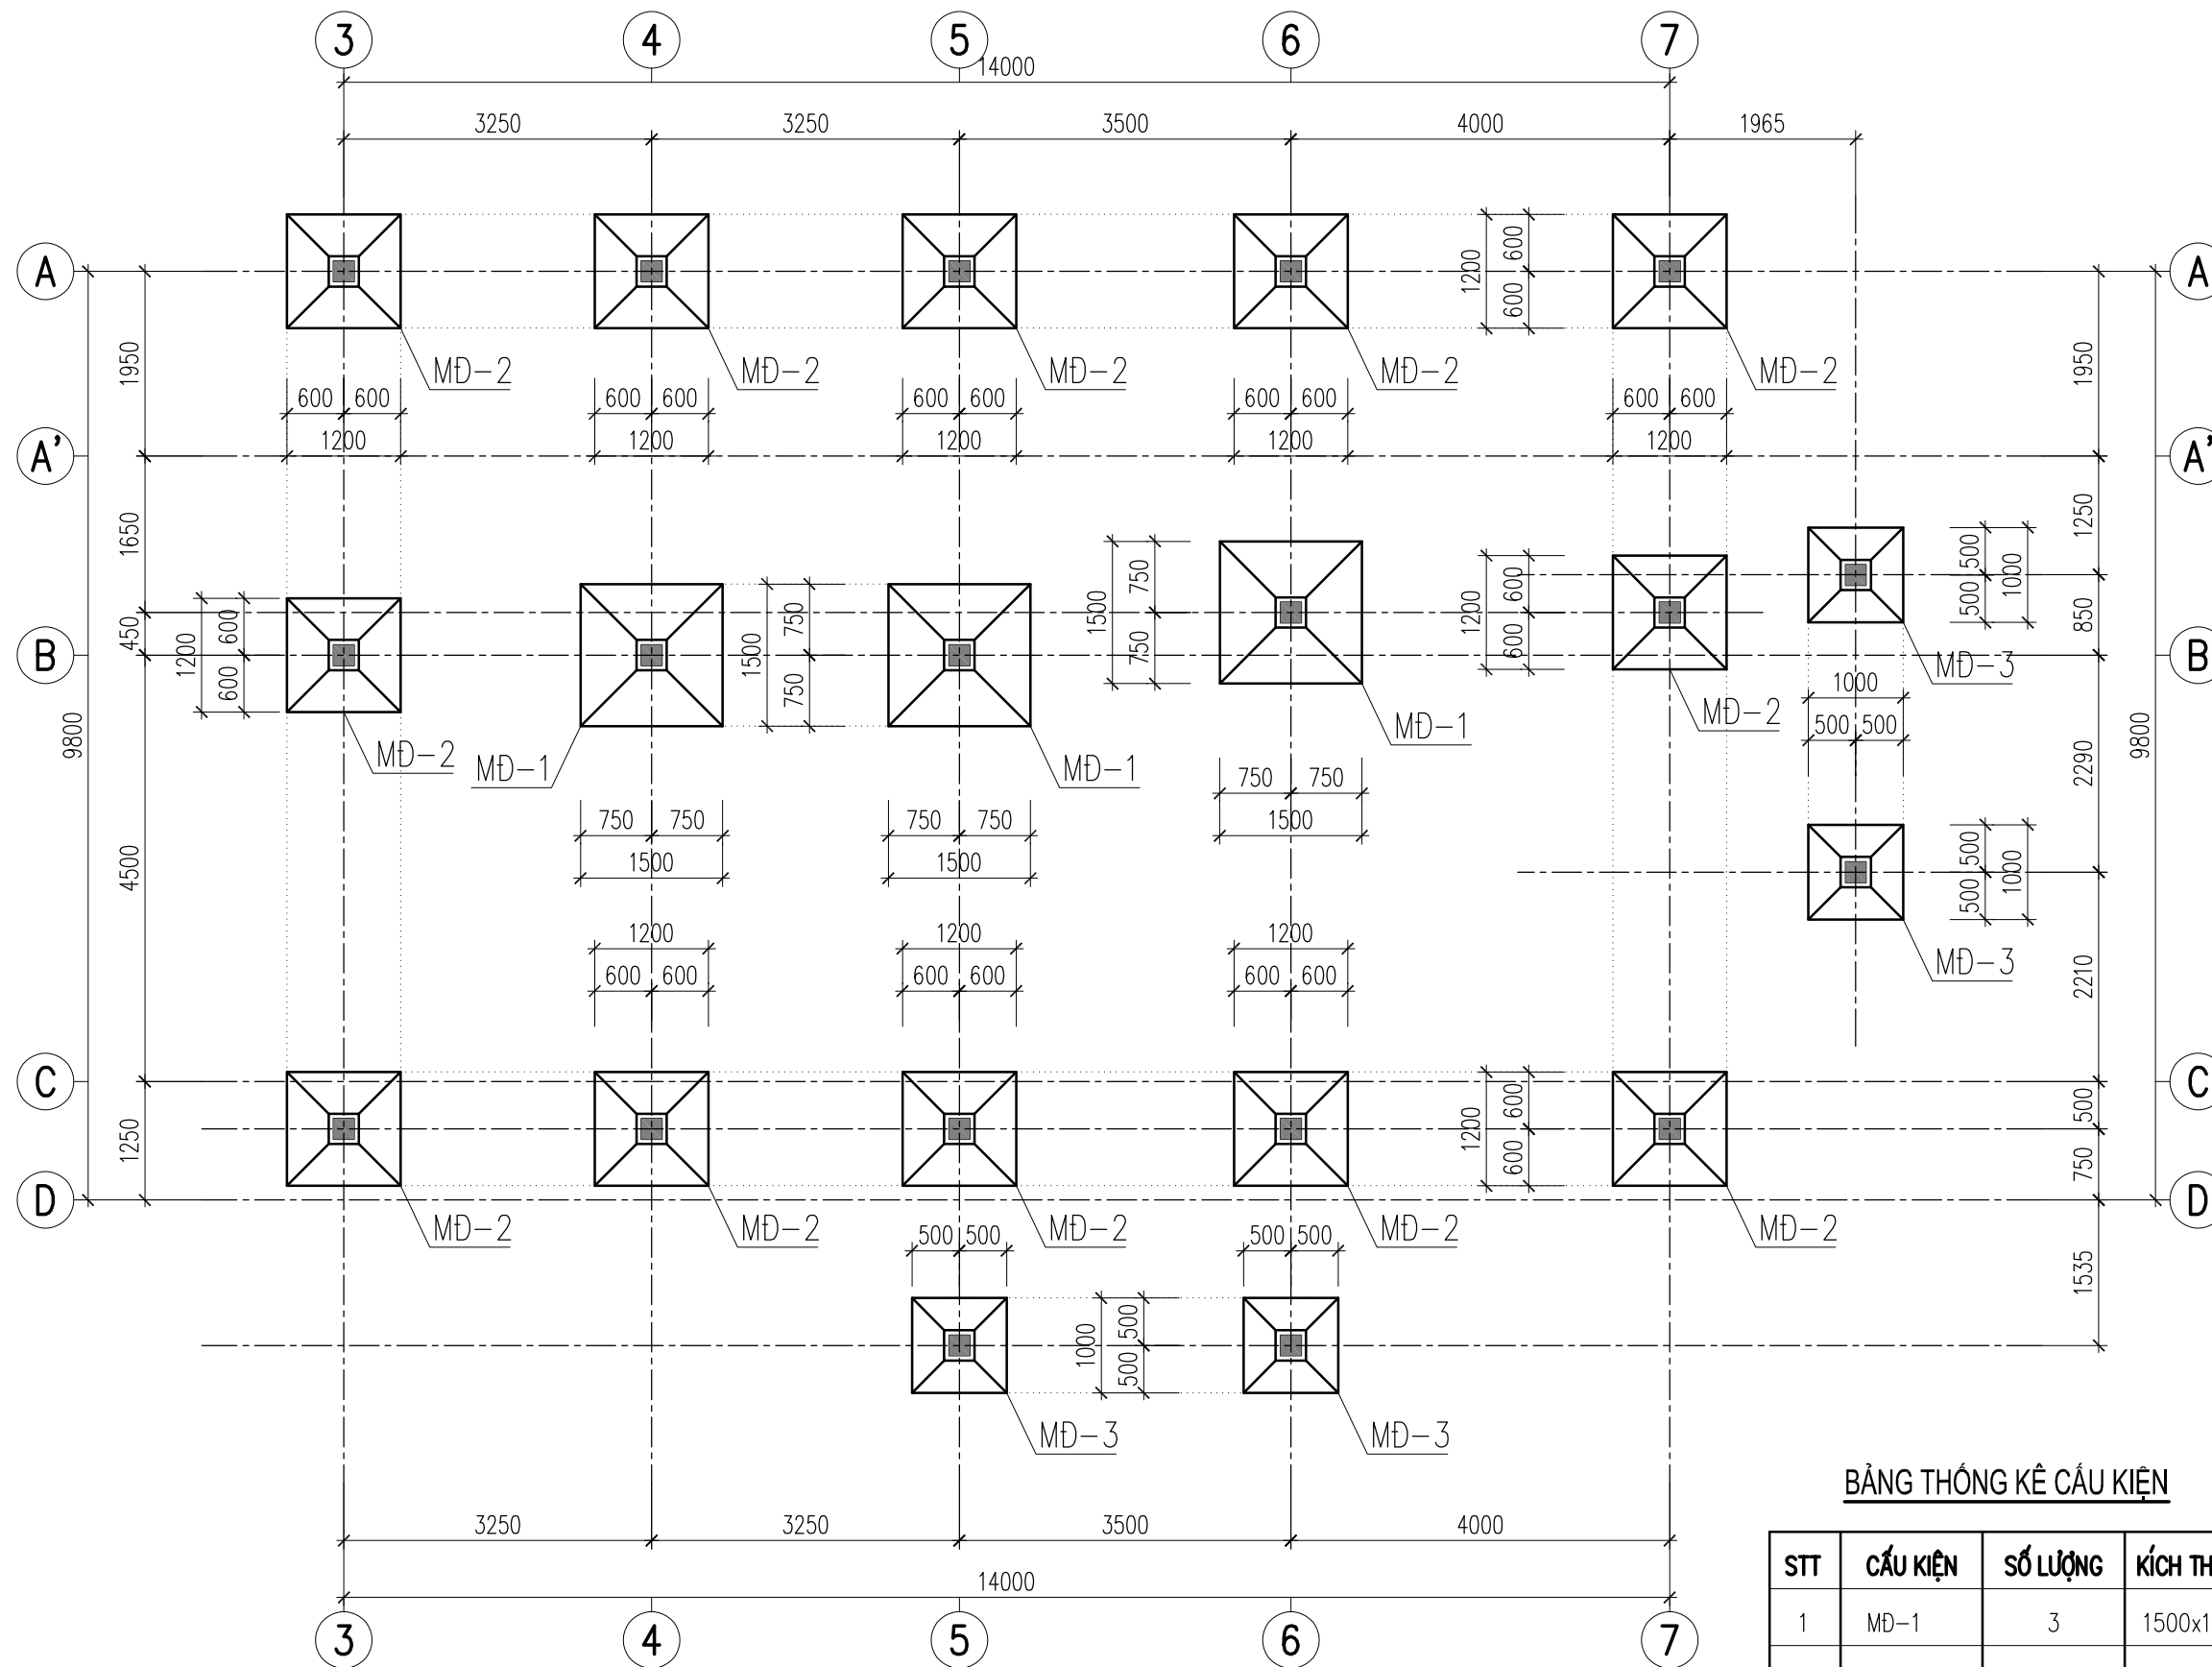 3 4 5 6 7
14000
3250 3250 3500 4000 1965
A A
1200 600 600
1950 1950
MĐ-2 MĐ-2 MĐ-2 MĐ-2 MĐ-2
600 600 600 600 600 600 600 600 600 600
1200 1200 1200 1200 1200
A' A'
1650 1250
1500 750 750 1200 600 600 500 500 1000
450 1200 600 600 1500 750 750 850
B B
MĐ-3
MĐ-2 MĐ-1 MĐ-1 MĐ-1 MĐ-2
1000
500 500
9800 9800
750 750
1500
2290
750 750 750 750
1500 1500
4500 500 500 1000
1200 1200 1200
600 600 600 600 600 600
MĐ-3
2210
C C
1250 1200 600 600 500
750
D D
MĐ-2 MĐ-2 MĐ-2 MĐ-2 MĐ-2
500 500 500 500
1535
1000 500 500
MĐ-3 MĐ-3
3250 3250 3500 4000
14000
3 4 5 6 7
BẢNG THỐNG KÊ CẤU KIỆN
STT CẤU KIỆN SỐ LƯỢNG KÍCH TH
1 MĐ-1 3 1500x1